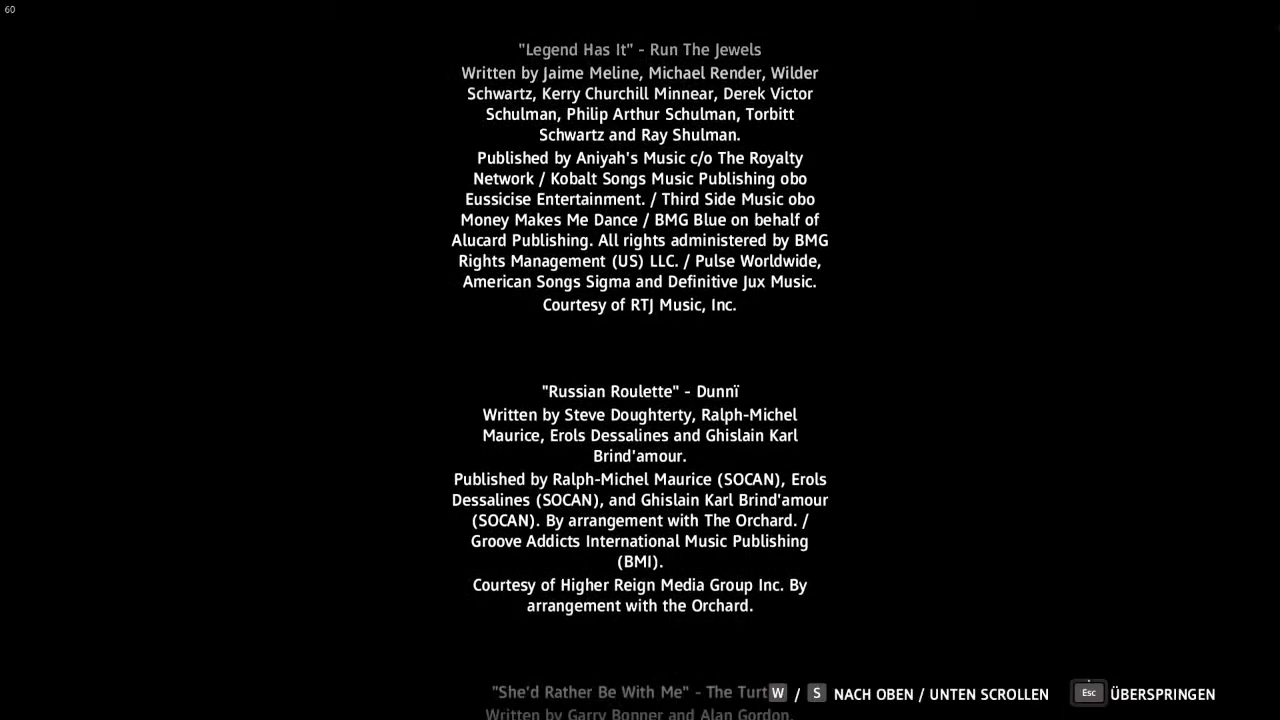 60
"Legend Has It" - Run The Jewels
Written by Jaime Meline, Michael Render, Wilder
Schwartz, Kerry Churchill Minnear, Derek Victor
Schulman, Philip Arthur Schulman, Torbitt
Schwartz and Ray Shulman.
Published by Aniyah's Music c/o The Royalty
Network / Kobalt Songs Music Publishing obo
Eussicise Entertainment. / Third Side Music obo
Money Makes Me Dance / BMG Blue on behalf of
Alucard Publishing. All rights administered by BMG
Rights Management (US) LLC. / Pulse Worldwide,
American Songs Sigma and Definitive Jux Music.
Courtesy of RTJ Music, Inc.
"Russian Roulette" - Dunnï
Written by Steve Doughterty, Ralph-Michel
Maurice, Erols Dessalines and Ghislain Karl
Brind'amour.
Published by Ralph-Michel Maurice (SOCAN), Erols
Dessalines (SOCAN), and Ghislain Karl Brind'amour
(SOCAN). By arrangement with The Orchard. /
Groove Addicts International Music Publishing
(BMI).
Courtesy of Higher Reign Media Group Inc. By
arrangement with the Orchard.
"She'd Rather Be With Me" - The Turt
W / S NACH OBEN / UNTEN SCROLLEN Esc ÜBERSPRINGEN
Written by Garry Bonner and Alan Gordon.